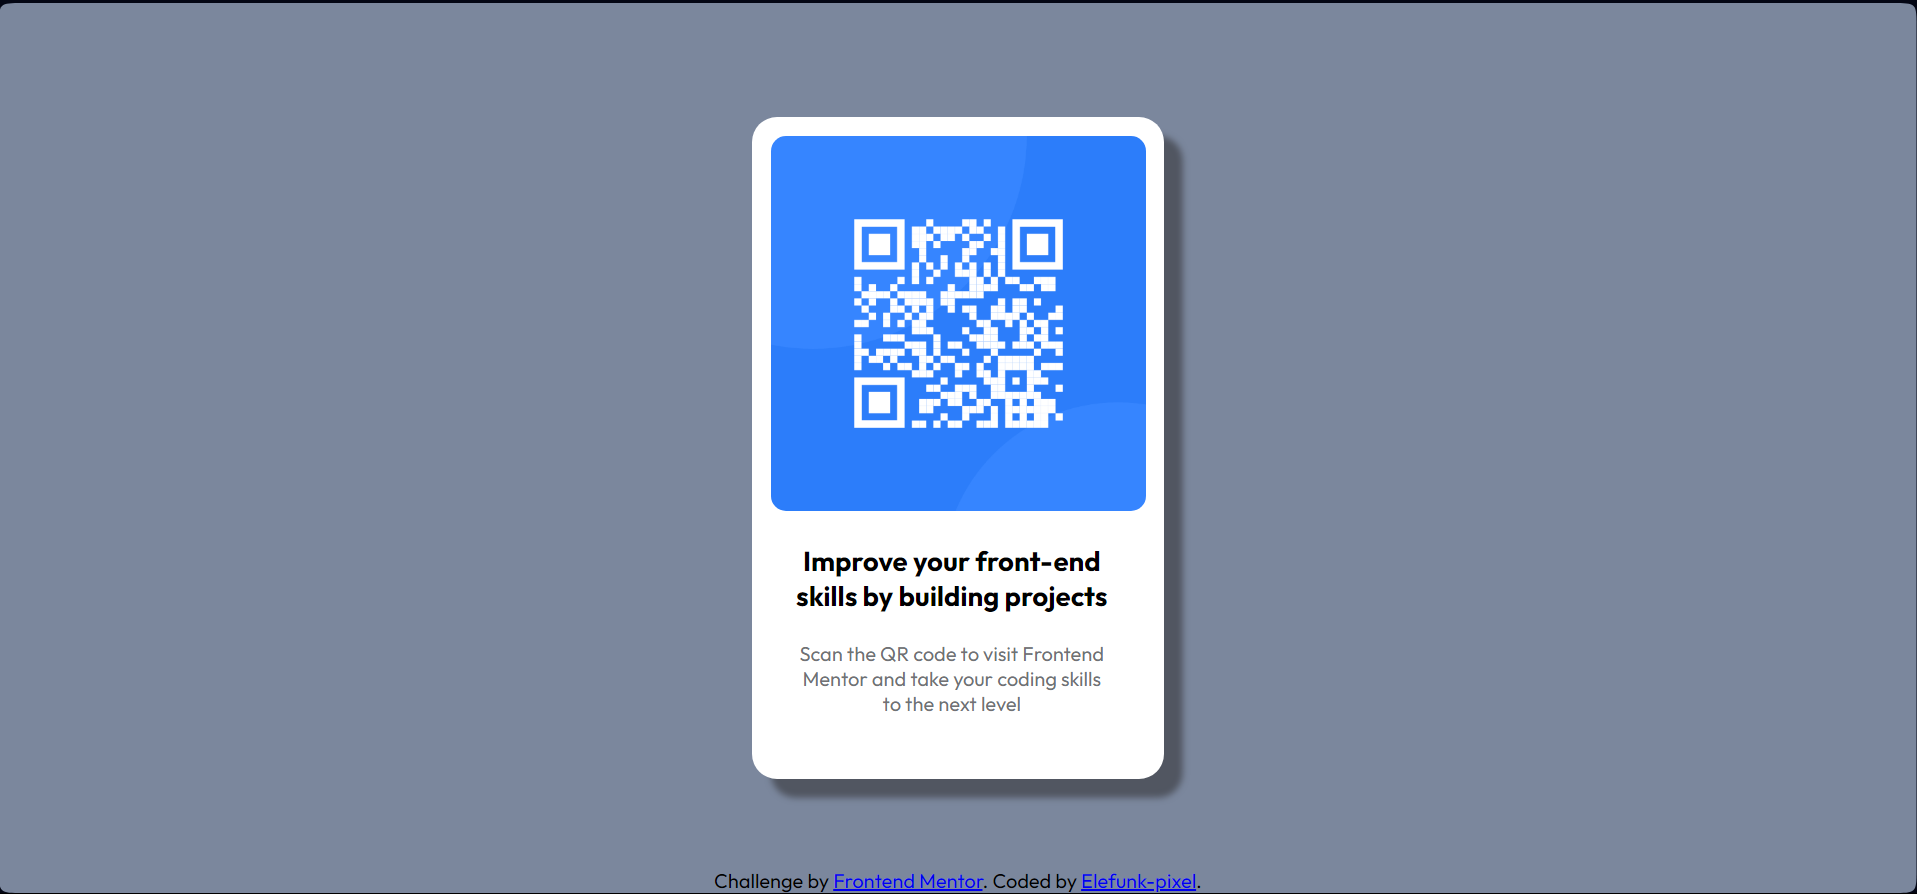 Improve your front-end
skills by building projects
Scan the QR code to visit Frontend
Mentor and take your coding skills
to the next level
Challenge by Frontend Mentor. Coded by Elefunk-pixel.